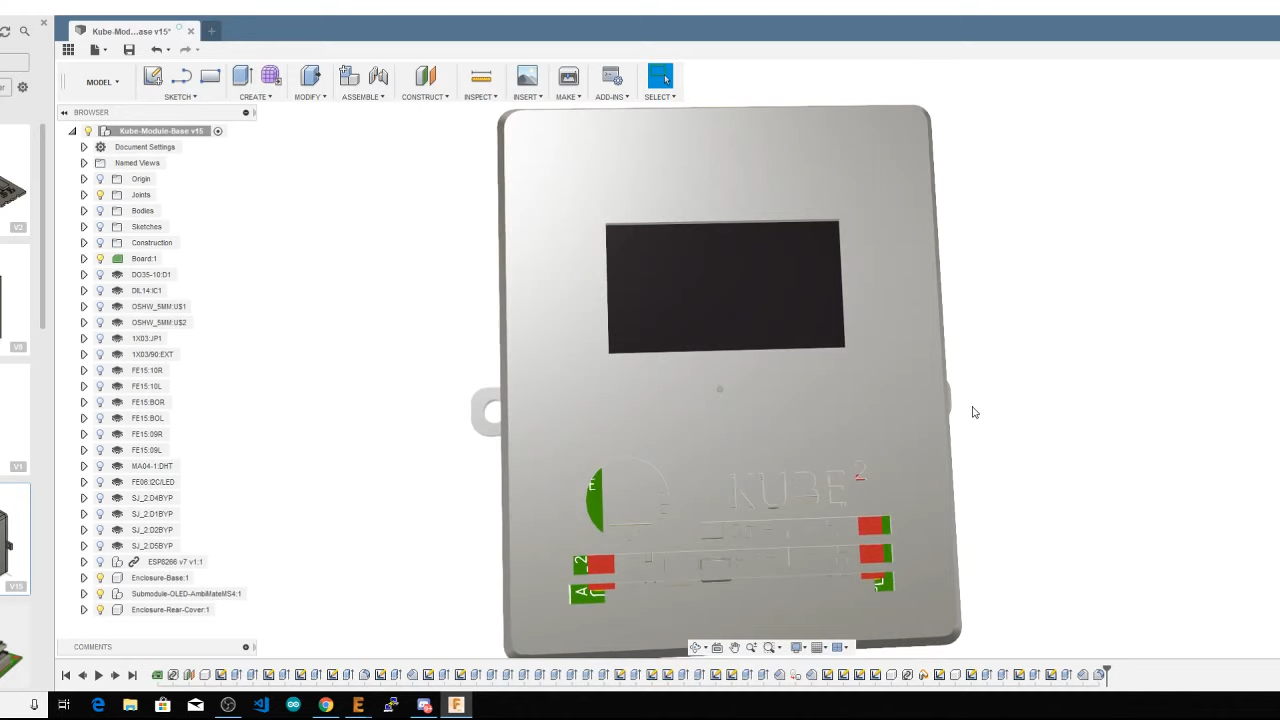 Kube-Mod...ase v15*
MODEL
SKETCH
CREATE
MODIFY
ASSEMBLE
CONSTRUCT
INSPECT
INSERT
MAKE
ADD-INS
SELECT
BROWSER
Kube-Module-Base v15
Document Settings
Named Views
Origin
Joints
Bodies
Sketches
Construction
Board:1
DO35-10:D1
DIL14:IC1
OSHW_5MM:U$1
OSHW_5MM:U$2
1X03:JP1
1X03/90:EXT
FE15:10R
FE15:10L
FE15:BOR
FE15:BOL
FE15:09R
FE15:09L
MA04-1:DHT
FE06:I2C/LED
SJ_2:D4BYP
SJ_2:D1BYP
SJ_2:D2BYP
SJ_2:D5BYP
ESP8266 v7 v1:1
Enclosure-Base:1
Submodule-OLED-AmbiMateMS4:1
Enclosure-Rear-Cover:1
COMMENTS
KUBE²
_2
A
V1
V15